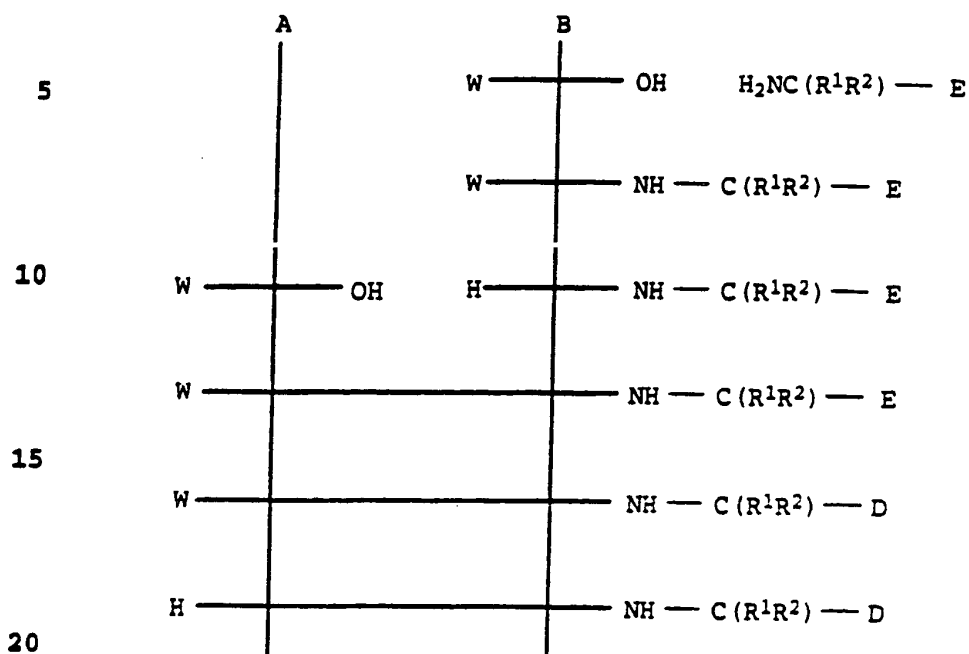 A B
5 W OH H₂NC(R¹R²) — E
W NH — C(R¹R²) — E
10 W OH H NH — C(R¹R²) — E
W NH — C(R¹R²) — E
15
W NH — C(R¹R²) — D
H NH — C(R¹R²) — D
20